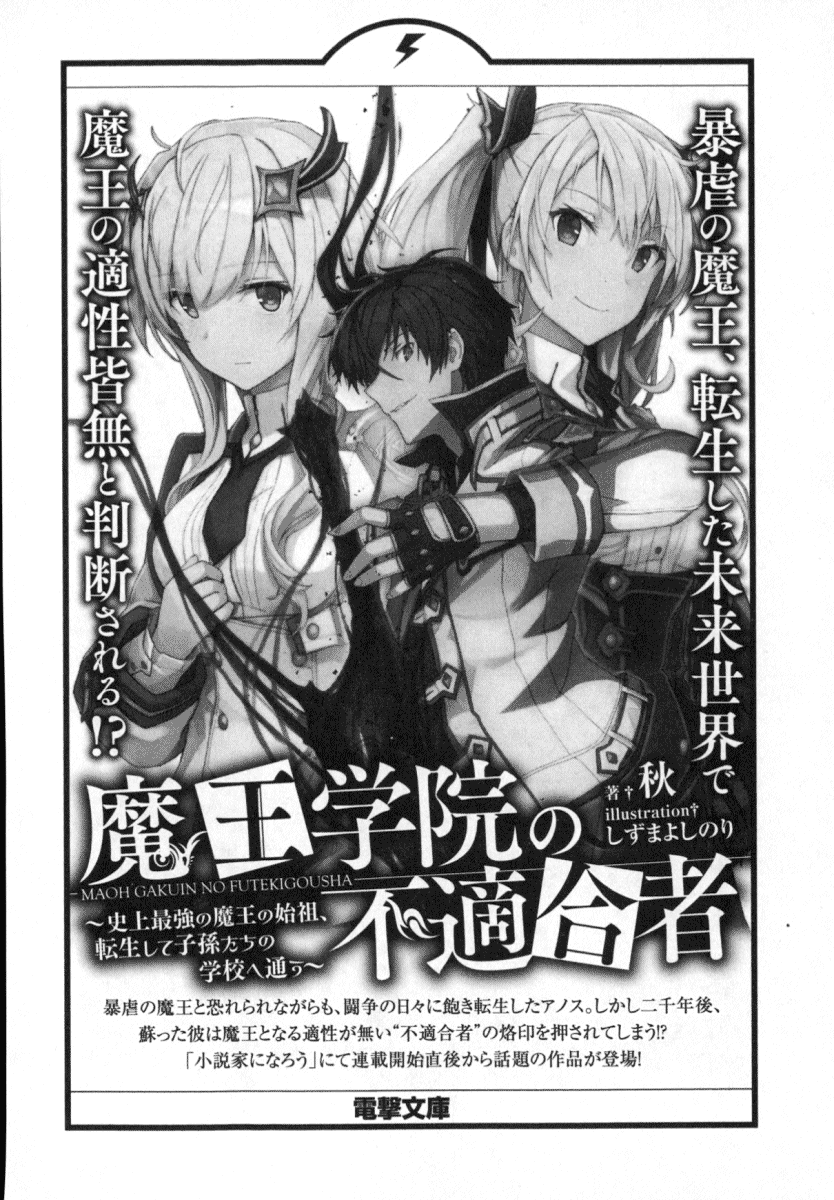 暴虐の魔王、転生した未来世界で
魔王の適性皆無と判断される!?
魔王学院の
不適合者
MAOH GAKUIN NO FUTEKIGOUSHA
～史上最強の魔王の始祖、
転生して子孫たちの
学校へ通う～
著†秋
illustration†
しずまよしのり
暴虐の魔王と恐れられながらも、闘争の日々に飽き転生したアノス。しかし二千年後、
蘇った彼は魔王となる適性が無い“不適合者”の烙印を押されてしまう!?
「小説家になろう」にて連載開始直後から話題の作品が登場!
電撃文庫